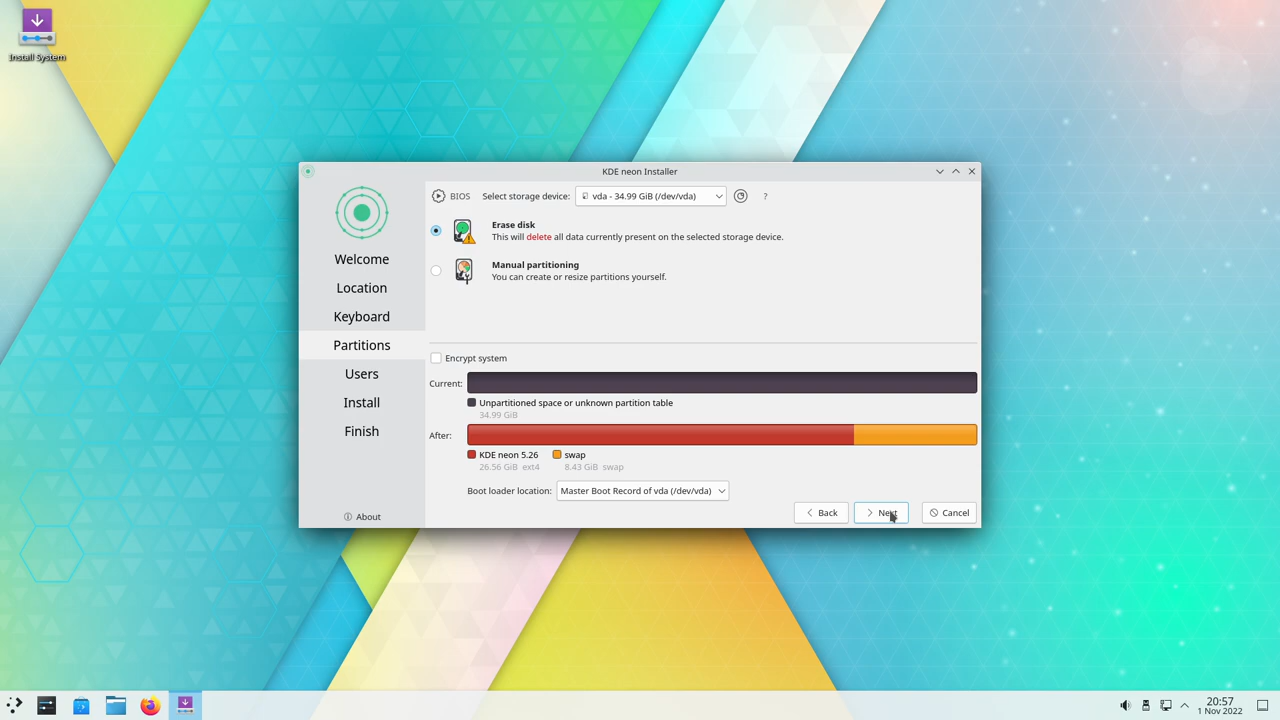 Install System
KDE neon Installer
Welcome
Location
Keyboard
Partitions
Users
Install
Finish
About
BIOS Select storage device: vda - 34.99 GiB (/dev/vda) ?
Erase disk
This will delete all data currently present on the selected storage device.
Manual partitioning
You can create or resize partitions yourself.
Encrypt system
Current:
Unpartitioned space or unknown partition table
34.99 GiB
After:
KDE neon 5.26 swap
26.56 GiB ext4 8.43 GiB swap
Boot loader location: Master Boot Record of vda (/dev/vda)
Back Next Cancel
20:57
1 Nov 2022